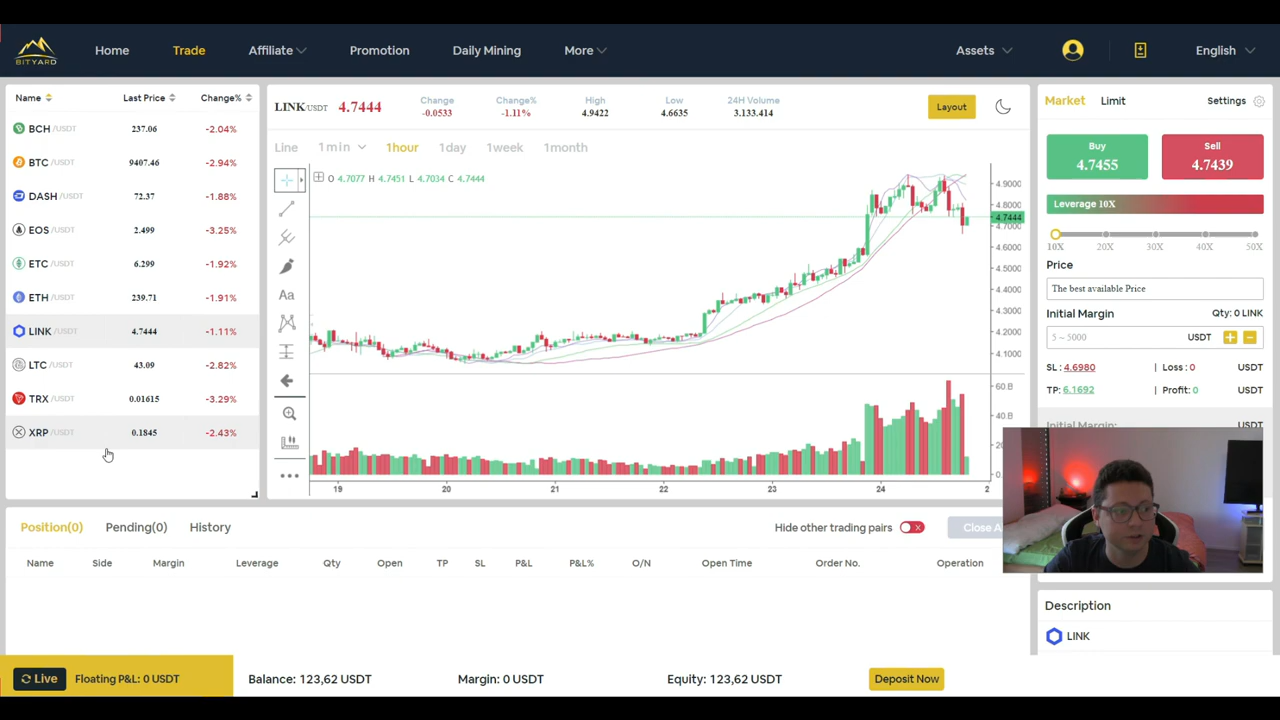 BITYARD
Home
Trade
Affiliate
Promotion
Daily Mining
More
Assets
English
Name
Last Price
Change%
BCH /USDT 237.06 -2.04%
BTC /USDT 9407.46 -2.94%
DASH /USDT 72.37 -1.88%
EOS /USDT 2.499 -3.25%
ETC /USDT 6.299 -1.92%
ETH /USDT 239.71 -1.91%
LINK /USDT 4.7444 -1.11%
LTC /USDT 43.09 -2.82%
TRX /USDT 0.01615 -3.29%
XRP /USDT 0.1845 -2.43%
LINK/USDT 4.7444
Change
-0.0533
Change%
-1.11%
High
4.9422
Low
4.6635
24H Volume
3.133.414
Layout
Line
1min
1hour
1day
1week
1month
O 4.7077 H 4.7451 L 4.7034 C 4.7444
Aa
4.9000
4.8000
4.7444
4.7000
4.6000
4.4000
4.3000
4.2000
4.1000
60.B
40.B
20
0.
19 20 21 22 23 24 2
Market
Limit
Settings
Buy
4.7455
Sell
4.7439
Leverage 10X
10X 20X 30X 40X 50X
Price
The best available Price
Initial Margin
Qty: 0 LINK
5 ~ 5000
USDT
SL : 4.6980 | Loss : 0 USDT
TP: 6.1692 | Profit: 0 USDT
Initial Margin: USDT
Position(0)
Pending(0)
History
Hide other trading pairs
Close A
Name
Side
Margin
Leverage
Qty
Open
TP
SL
P&L
P&L%
O/N
Open Time
Order No.
Operation
Description
LINK
Live
Floating P&L: 0 USDT
Balance: 123,62 USDT
Margin: 0 USDT
Equity: 123,62 USDT
Deposit Now